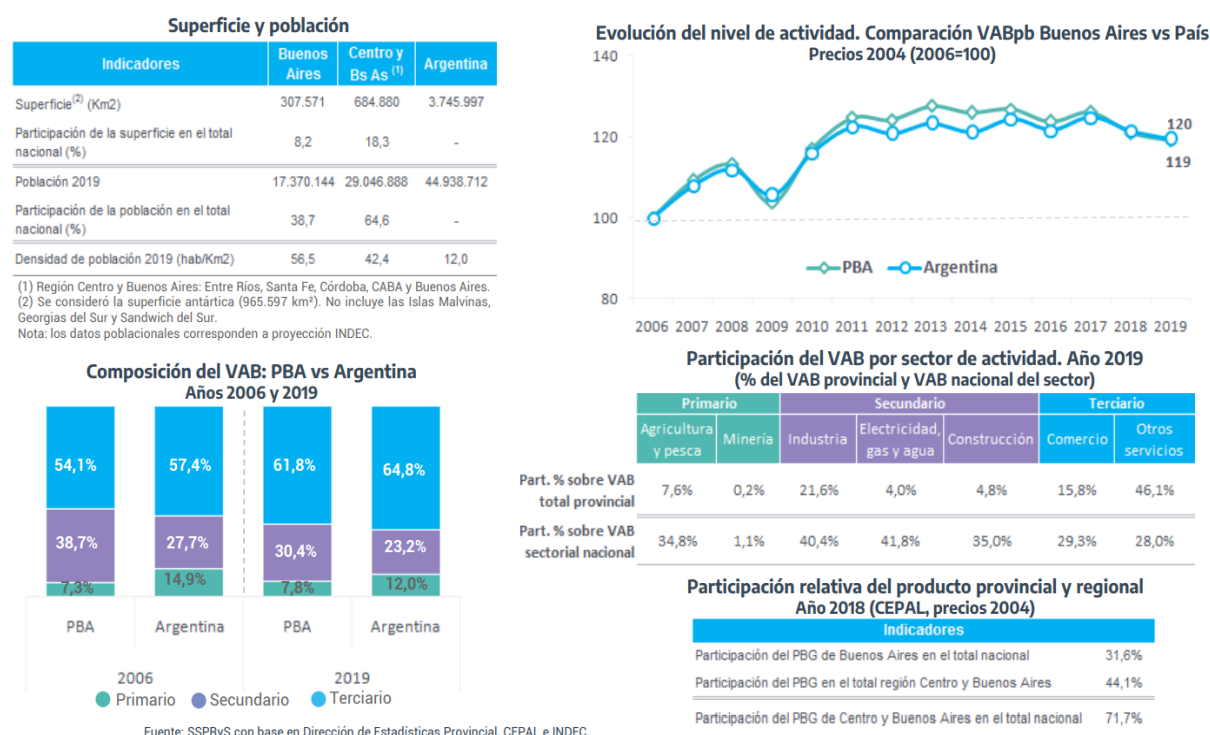 Superficie y población
Indicadores Buenos Aires Centro y Bs As (1) Argentina
Superficie(2) (Km2) 307.571 684.880 3.745.997
Participación de la superficie en el total nacional (%) 8,2 18,3 -
Población 2019 17.370.144 29.046.888 44.938.712
Participación de la población en el total nacional (%) 38,7 64,6 -
Densidad de población 2019 (hab/Km2) 56,5 42,4 12,0
(1) Región Centro y Buenos Aires: Entre Ríos, Santa Fe, Córdoba, CABA y Buenos Aires.
(2) Se consideró la superficie antártica (965.597 km²). No incluye las Islas Malvinas,
Georgias del Sur y Sandwich del Sur.
Nota: los datos poblacionales corresponden a proyección INDEC.
Evolución del nivel de actividad. Comparación VABpb Buenos Aires vs País
Precios 2004 (2006=100)
140
120
100
80
120
119
PBA Argentina
2006 2007 2008 2009 2010 2011 2012 2013 2014 2015 2016 2017 2018 2019
Composición del VAB: PBA vs Argentina
Años 2006 y 2019
54,1% 57,4% 61,8% 64,8%
38,7% 27,7% 30,4% 23,2%
7,3% 14,9% 7,8% 12,0%
PBA Argentina PBA Argentina
2006 2019
Primario Secundario Terciario
Fuente: SSPRyS con base en Dirección de Estadísticas Provincial, CEPAL e INDEC.
Participación del VAB por sector de actividad. Año 2019
(% del VAB provincial y VAB nacional del sector)
Primario Secundario Terciario
Agricultura y pesca Minería Industria Electricidad, gas y agua Construcción Comercio Otros servicios
Part. % sobre VAB total provincial 7,6% 0,2% 21,6% 4,0% 4,8% 15,8% 46,1%
Part. % sobre VAB sectorial nacional 34,8% 1,1% 40,4% 41,8% 35,0% 29,3% 28,0%
Participación relativa del producto provincial y regional
Año 2018 (CEPAL, precios 2004)
Indicadores
Participación del PBG de Buenos Aires en el total nacional 31,6%
Participación del PBG en el total región Centro y Buenos Aires 44,1%
Participación del PBG de Centro y Buenos Aires en el total nacional 71,7%